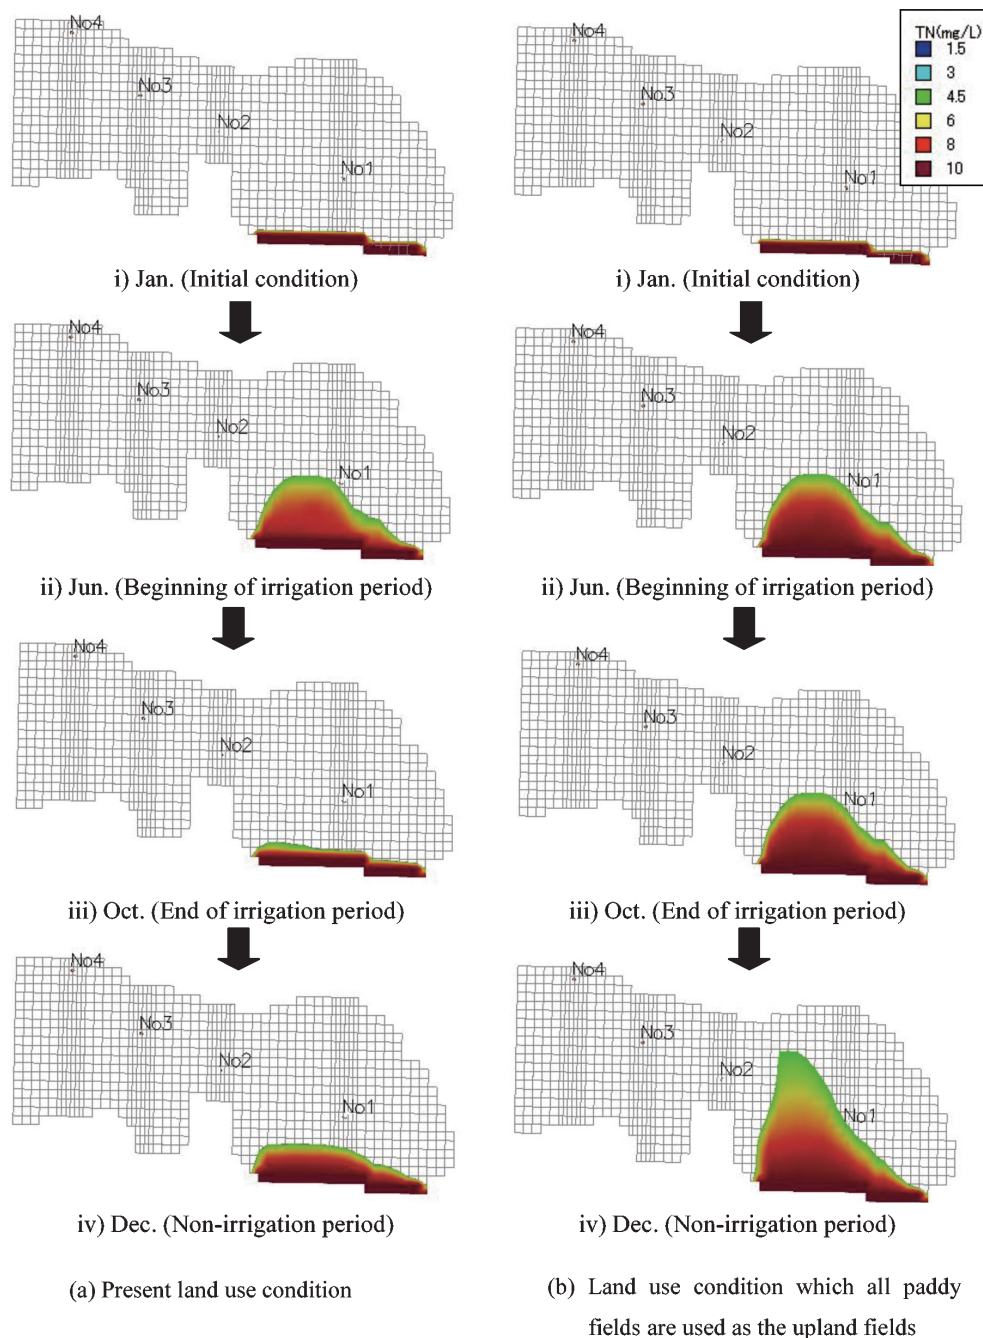 No4
No3
No2
No1
i) Jan. (Initial condition)
No4
No3
No2
No1
TN(mg/L)
1.5
3
4.5
6
8
10
i) Jan. (Initial condition)
No4
No3
No2
No1
ii) Jun. (Beginning of irrigation period)
No4
No3
No2
No1
ii) Jun. (Beginning of irrigation period)
No4
No3
No2
No1
iii) Oct. (End of irrigation period)
No4
No3
No2
No1
iii) Oct. (End of irrigation period)
No4
No3
No2
No1
iv) Dec. (Non-irrigation period)
No4
No3
No2
No1
iv) Dec. (Non-irrigation period)
(a) Present land use condition
(b) Land use condition which all paddy
fields are used as the upland fields